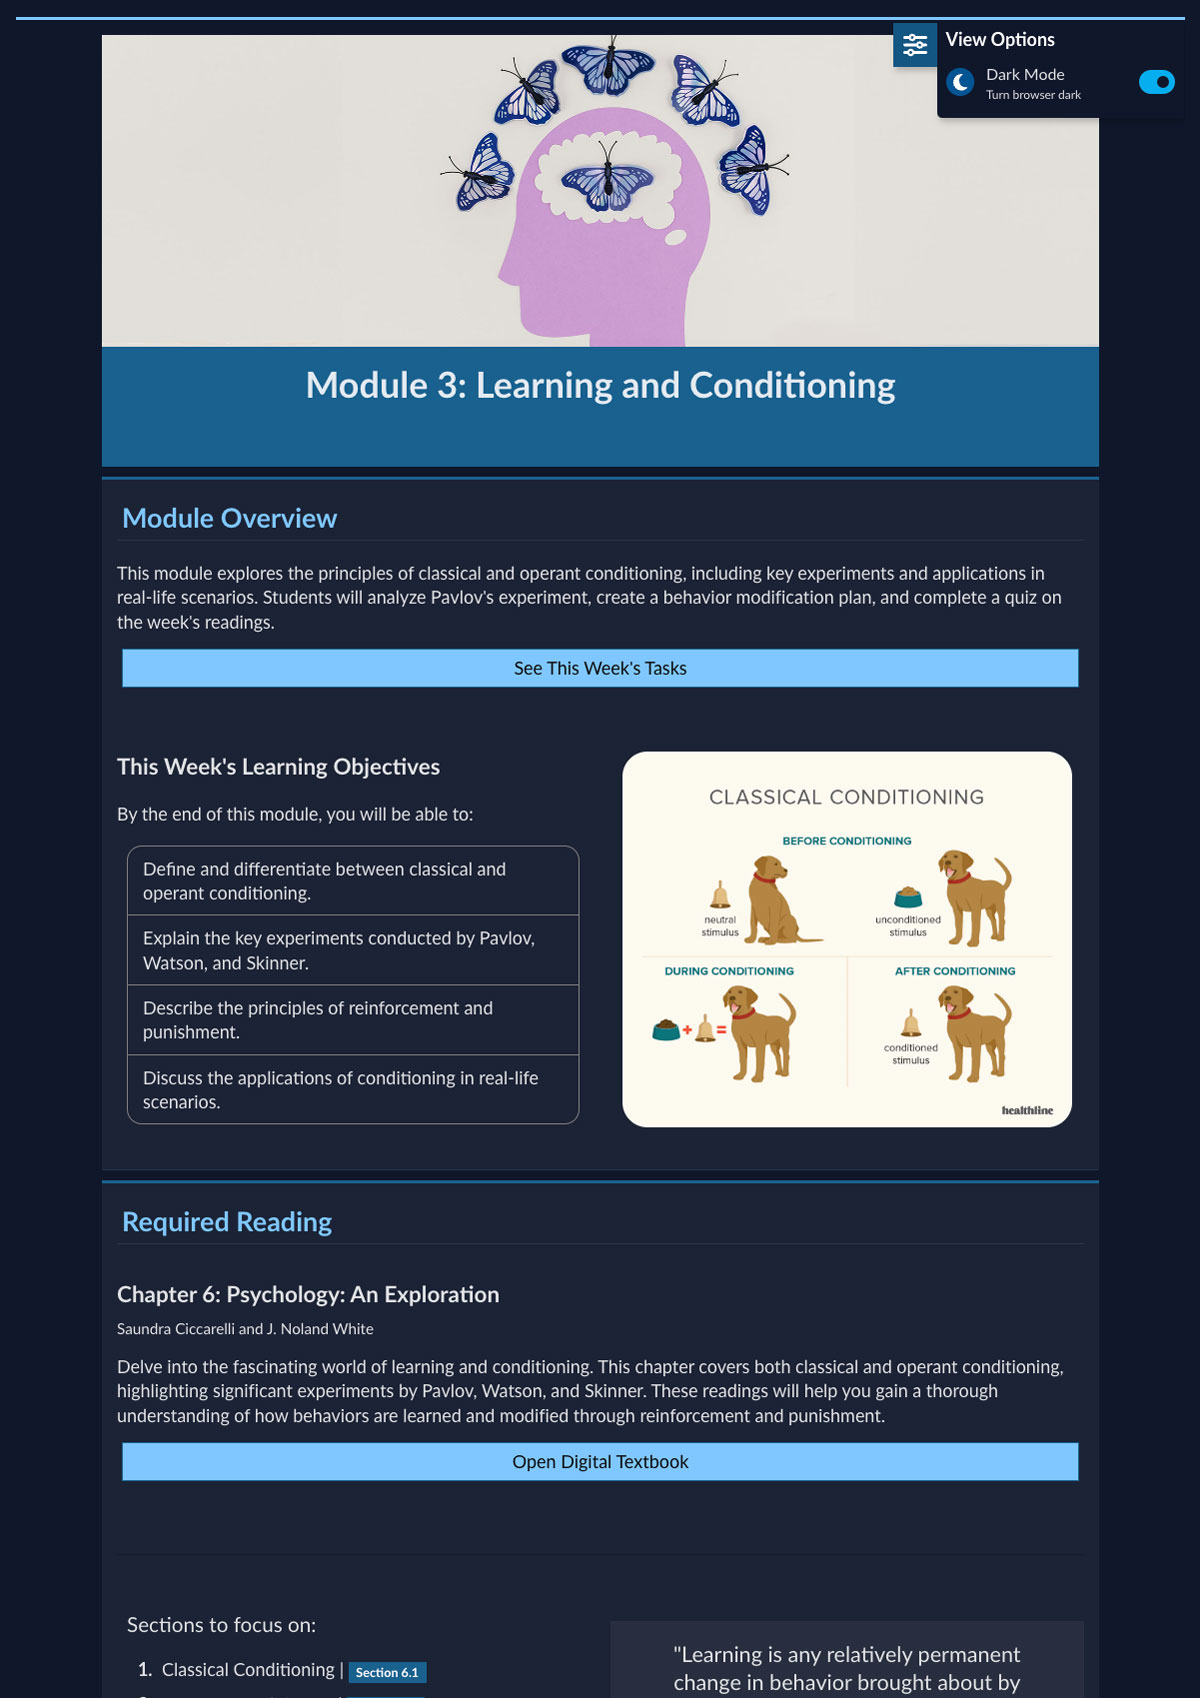 View Options
Dark Mode
Turn browser dark
Module 3: Learning and Conditioning
Module Overview
This module explores the principles of classical and operant conditioning, including key experiments and applications in
real-life scenarios. Students will analyze Pavlov's experiment, create a behavior modification plan, and complete a quiz on
the week's readings.
See This Week's Tasks
This Week's Learning Objectives
By the end of this module, you will be able to:
Define and differentiate between classical and
operant conditioning.
Explain the key experiments conducted by Pavlov,
Watson, and Skinner.
Describe the principles of reinforcement and
punishment.
Discuss the applications of conditioning in real-life
scenarios.
CLASSICAL CONDITIONING
BEFORE CONDITIONING
neutral
stimulus
unconditioned
stimulus
DURING CONDITIONING
AFTER CONDITIONING
+ =
conditioned
stimulus
healthline
Required Reading
Chapter 6: Psychology: An Exploration
Saundra Ciccarelli and J. Noland White
Delve into the fascinating world of learning and conditioning. This chapter covers both classical and operant conditioning,
highlighting significant experiments by Pavlov, Watson, and Skinner. These readings will help you gain a thorough
understanding of how behaviors are learned and modified through reinforcement and punishment.
Open Digital Textbook
Sections to focus on:
1. Classical Conditioning | Section 6.1
"Learning is any relatively permanent
change in behavior brought about by